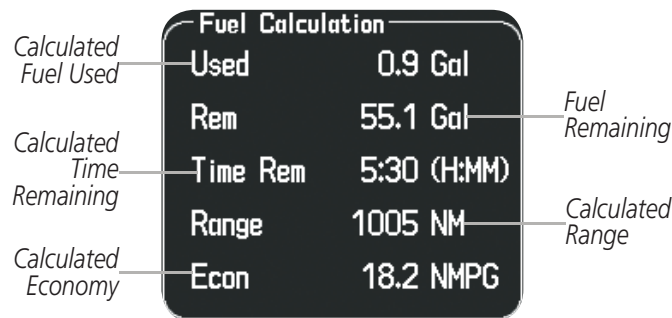 Fuel Calculation
Calculated
Fuel Used
Used 0.9 Gal
Rem 55.1 Gal
Fuel
Remaining
Calculated
Time
Remaining
Time Rem 5:30 (H:MM)
Range 1005 NM
Calculated
Range
Calculated
Economy
Econ 18.2 NMPG